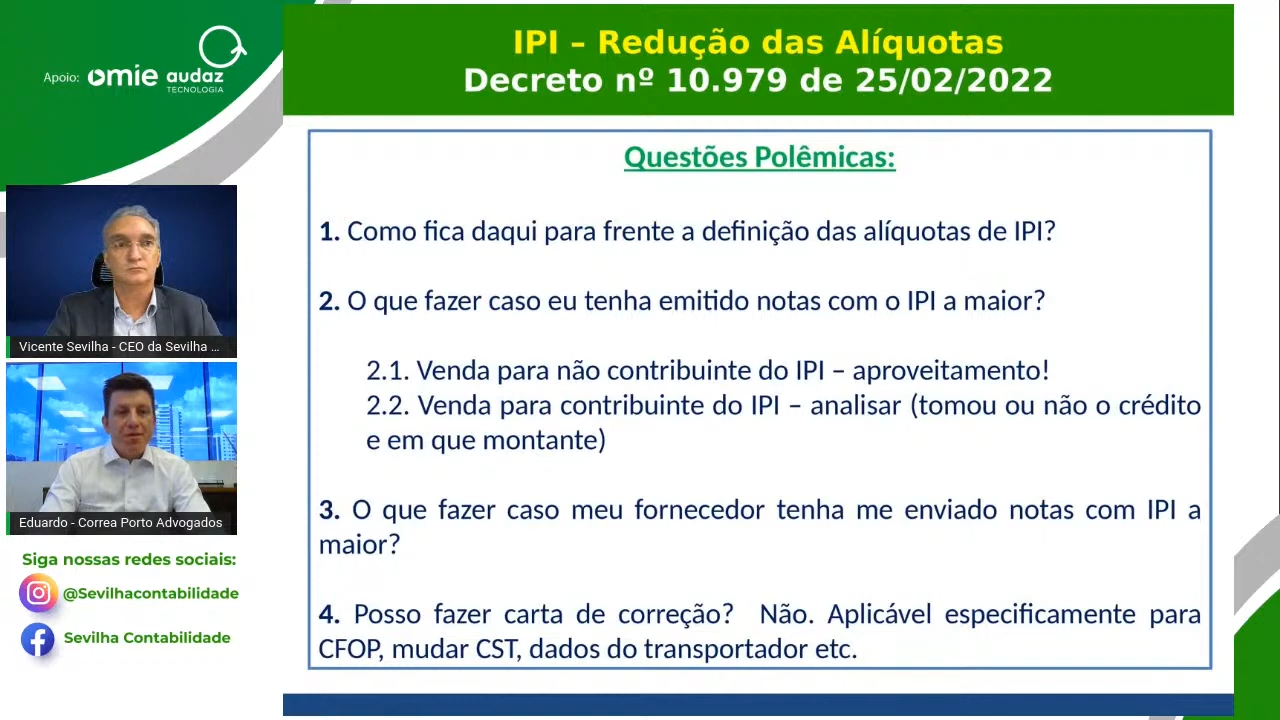 Apoio: omie audaz
TECNOLOGIA
IPI – Redução das Alíquotas
Decreto nº 10.979 de 25/02/2022
Questões Polêmicas:
1. Como fica daqui para frente a definição das alíquotas de IPI?
2. O que fazer caso eu tenha emitido notas com o IPI a maior?
2.1. Venda para não contribuinte do IPI – aproveitamento!
2.2. Venda para contribuinte do IPI – analisar (tomou ou não o crédito
e em que montante)
3. O que fazer caso meu fornecedor tenha me enviado notas com IPI a
maior?
4. Posso fazer carta de correção? Não. Aplicável especificamente para
CFOP, mudar CST, dados do transportador etc.
Vicente Sevilha - CEO da Sevilha ...
Eduardo - Correa Porto Advogados
Siga nossas redes sociais:
@Sevilhacontabilidade
Sevilha Contabilidade